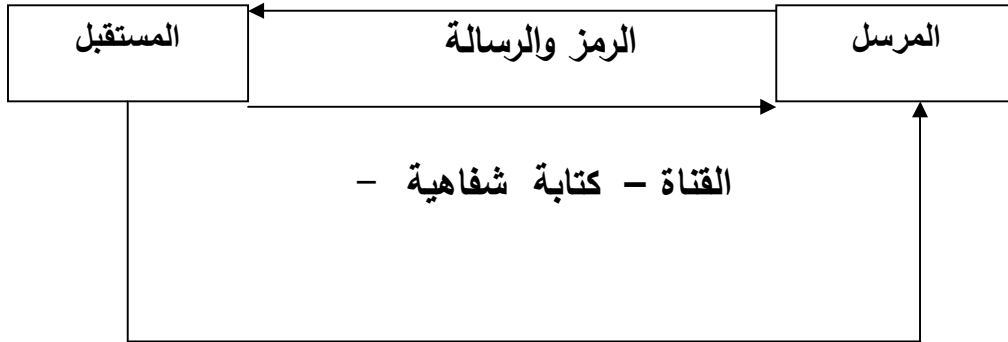 المرسل
الرمز والرسالة
المستقبل
القناة – كتابة شفاهية –